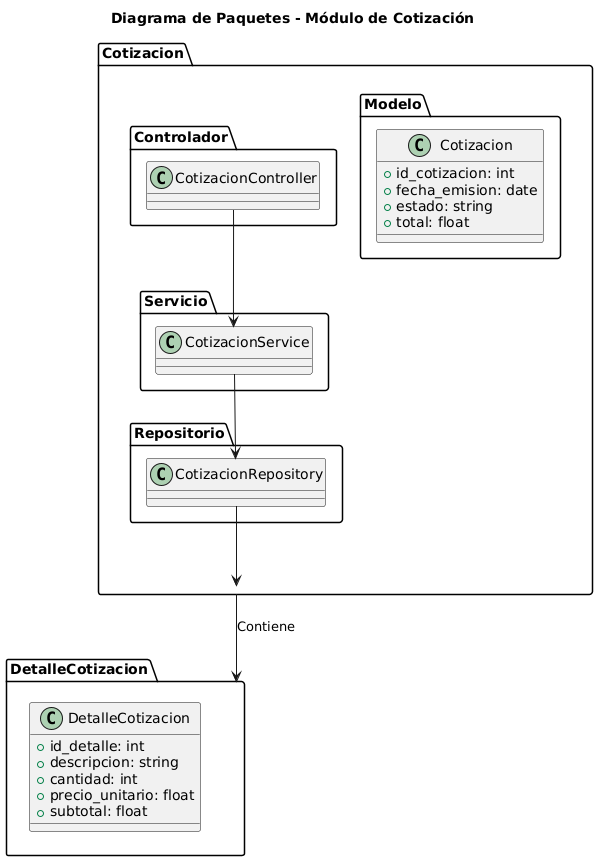 Diagrama de Paquetes - Módulo de Cotización
Cotizacion
Modelo
C Cotizacion
id_cotizacion: int
fecha_emision: date
estado: string
total: float
Controlador
C CotizacionController
Servicio
C CotizacionService
Repositorio
C CotizacionRepository
Contiene
DetalleCotizacion
C DetalleCotizacion
id_detalle: int
descripcion: string
cantidad: int
precio_unitario: float
subtotal: float